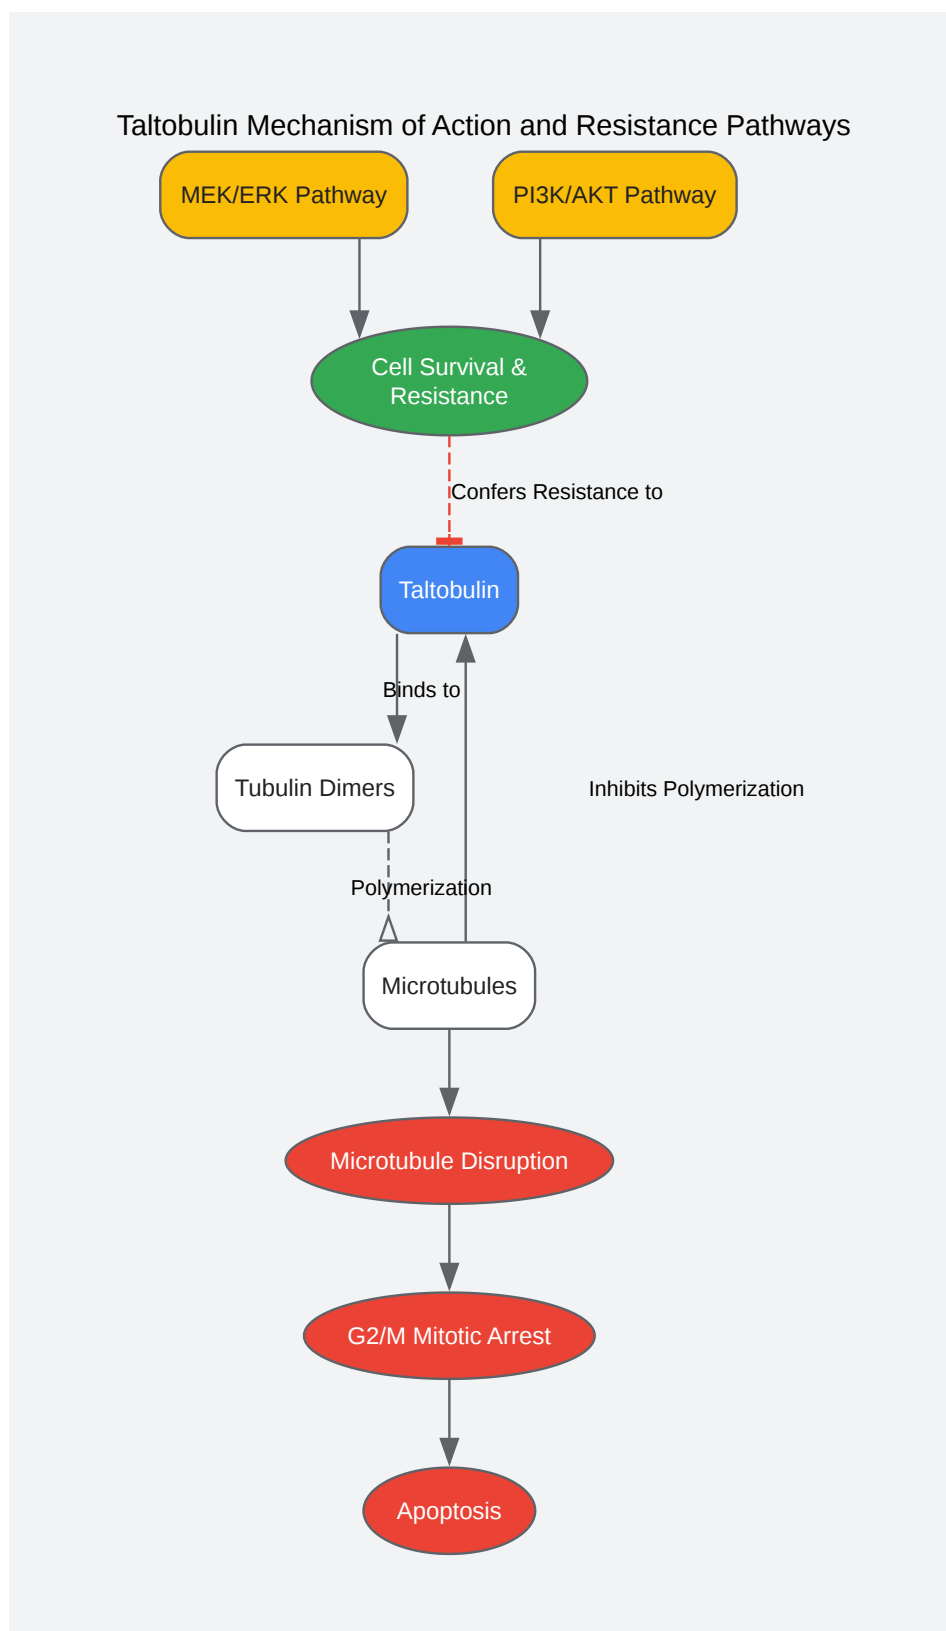 Taltobulin Mechanism of Action and Resistance Pathways
MEK/ERK Pathway
PI3K/AKT Pathway
Cell Survival &
Resistance
Confers Resistance to
Taltobulin
Binds to
Tubulin Dimers
Inhibits Polymerization
Polymerization
Microtubules
Microtubule Disruption
G2/M Mitotic Arrest
Apoptosis